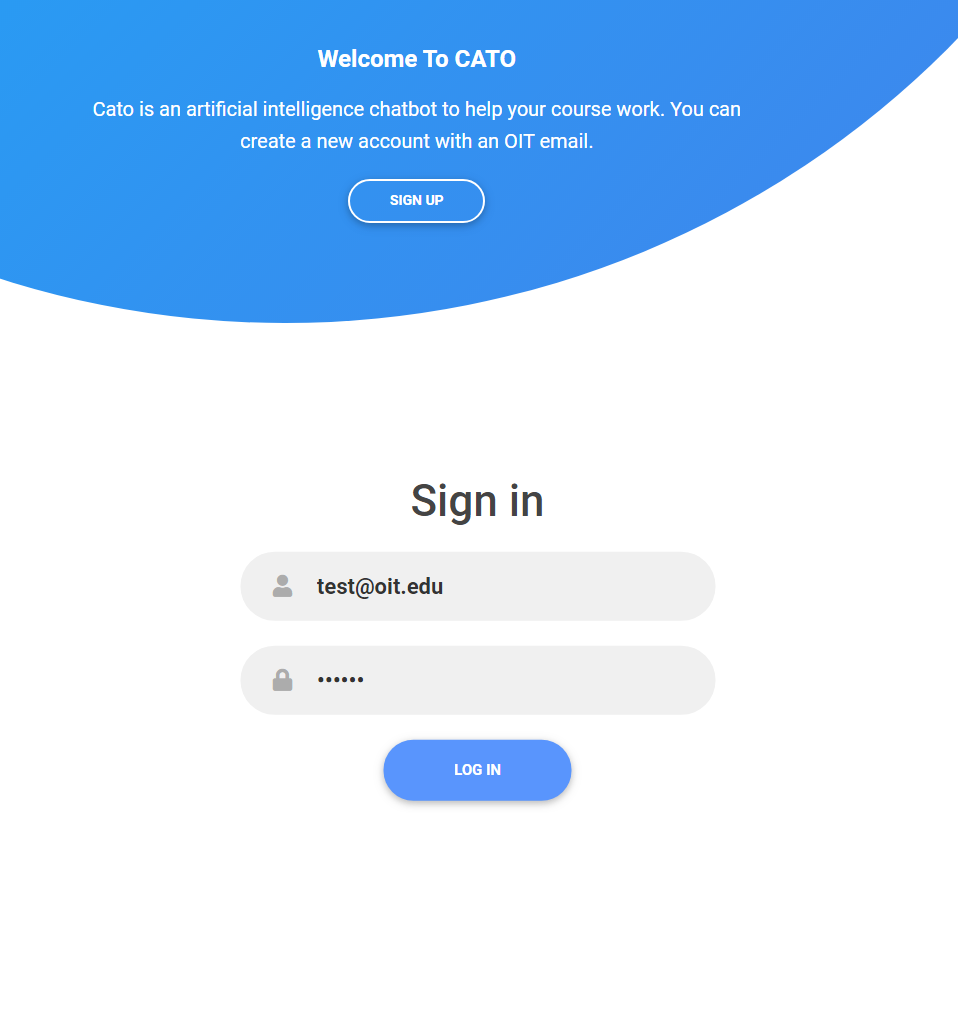 Welcome To CATO
Cato is an artificial intelligence chatbot to help your course work. You can
create a new account with an OIT email.
SIGN UP
Sign in
test@oit.edu
••••••
LOG IN